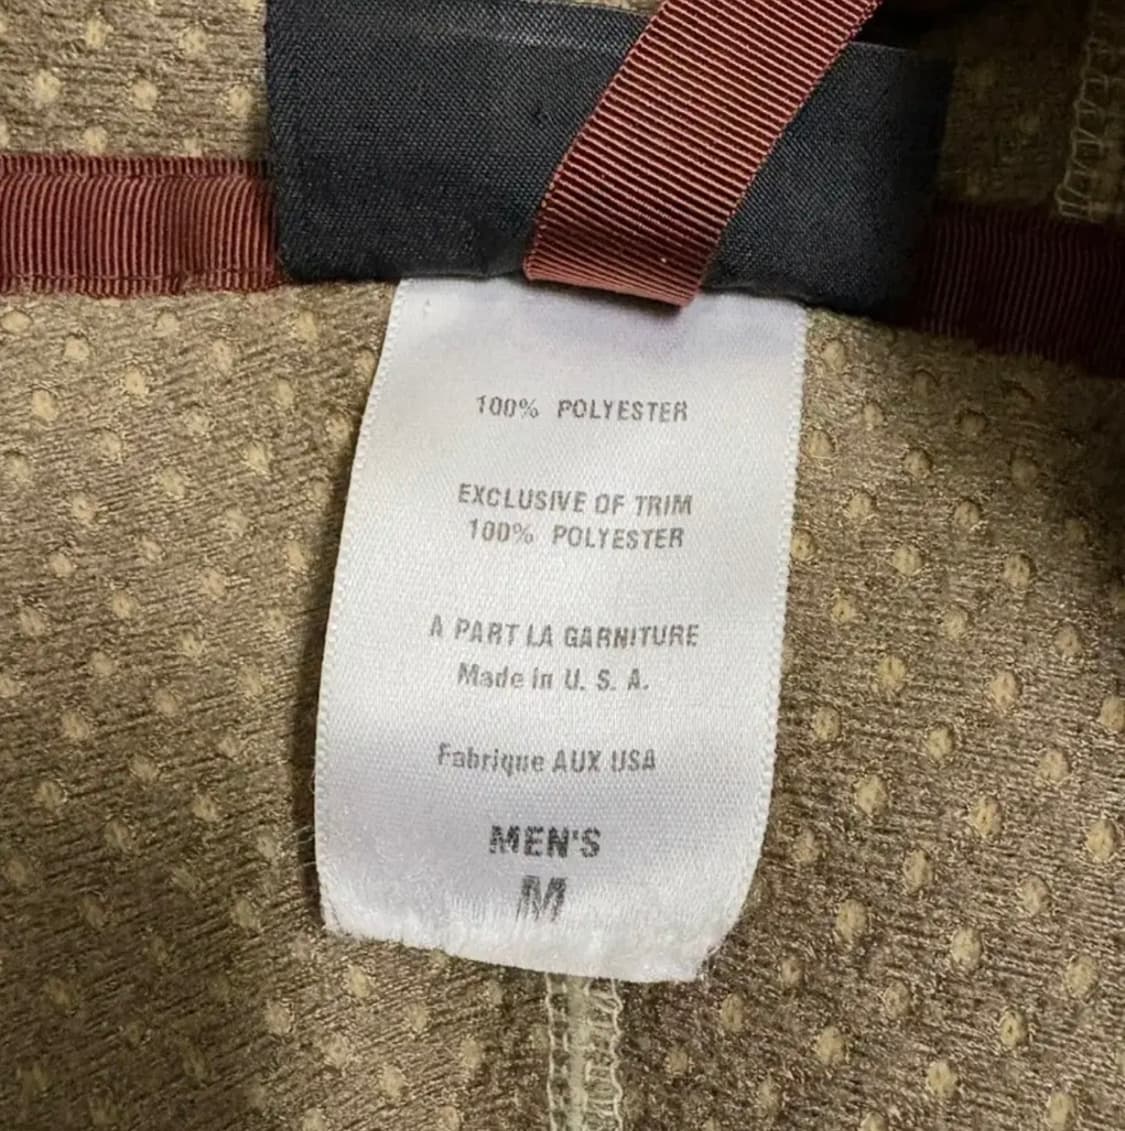 100% POLYESTER
EXCLUSIVE OF TRIM
100% POLYESTER
A PART LA GARNITURE
Made in U. S. A.
Fabrique AUX USA
MEN'S
M